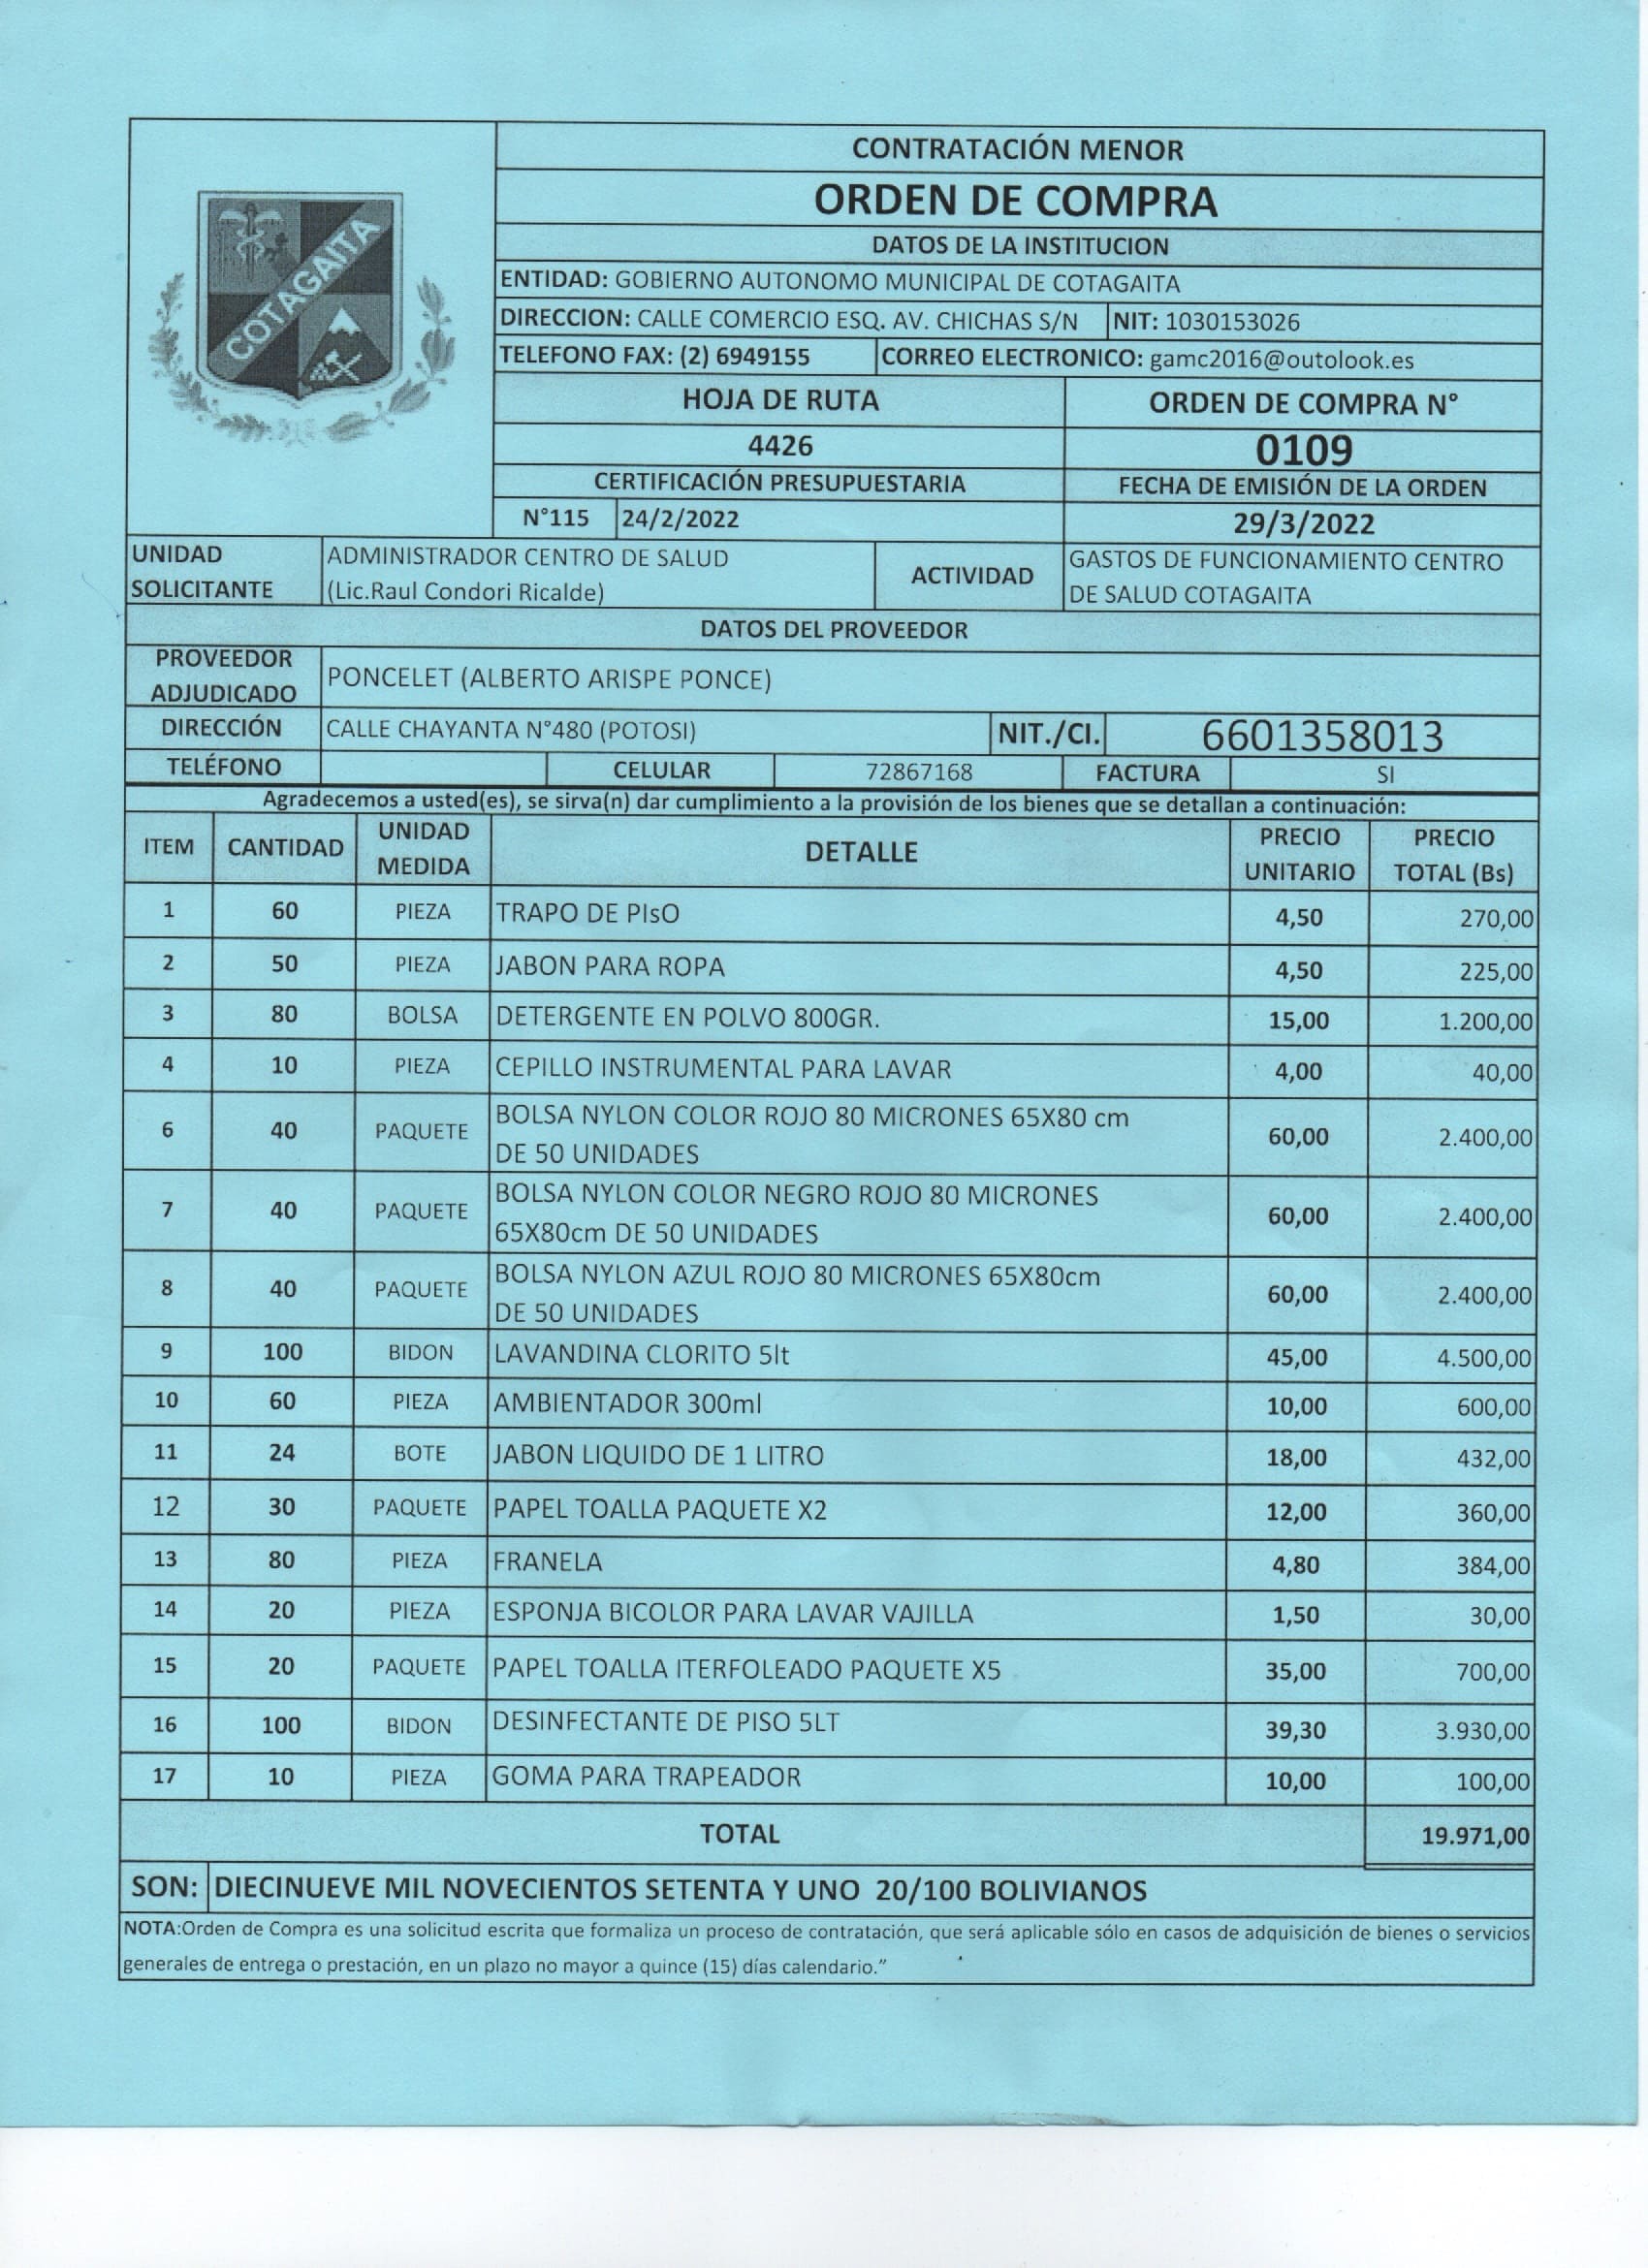 COTAGAITA
CONTRATACIÓN MENOR
ORDEN DE COMPRA
DATOS DE LA INSTITUCION
ENTIDAD: GOBIERNO AUTONOMO MUNICIPAL DE COTAGAITA
DIRECCION: CALLE COMERCIO ESQ. AV. CHICHAS S/N NIT: 1030153026
TELEFONO FAX: (2) 6949155 CORREO ELECTRONICO: gamc2016@outolook.es
HOJA DE RUTA ORDEN DE COMPRA N°
4426 0109
CERTIFICACIÓN PRESUPUESTARIA FECHA DE EMISIÓN DE LA ORDEN
N°115 24/2/2022 29/3/2022
UNIDAD SOLICITANTE
ADMINISTRADOR CENTRO DE SALUD
(Lic.Raul Condori Ricalde)
ACTIVIDAD
GASTOS DE FUNCIONAMIENTO CENTRO
DE SALUD COTAGAITA
DATOS DEL PROVEEDOR
PROVEEDOR ADJUDICADO PONCELET (ALBERTO ARISPE PONCE)
DIRECCIÓN CALLE CHAYANTA N°480 (POTOSI) NIT./CI. 6601358013
TELÉFONO CELULAR 72867168 FACTURA SI
Agradecemos a usted(es), se sirva(n) dar cumplimiento a la provisión de los bienes que se detallan a continuación:
ITEM CANTIDAD UNIDAD MEDIDA DETALLE PRECIO UNITARIO PRECIO TOTAL (Bs)
1 60 PIEZA TRAPO DE PIsO 4,50 270,00
2 50 PIEZA JABON PARA ROPA 4,50 225,00
3 80 BOLSA DETERGENTE EN POLVO 800GR. 15,00 1.200,00
4 10 PIEZA CEPILLO INSTRUMENTAL PARA LAVAR 4,00 40,00
6 40 PAQUETE BOLSA NYLON COLOR ROJO 80 MICRONES 65X80 cm
DE 50 UNIDADES 60,00 2.400,00
7 40 PAQUETE BOLSA NYLON COLOR NEGRO ROJO 80 MICRONES
65X80cm DE 50 UNIDADES 60,00 2.400,00
8 40 PAQUETE BOLSA NYLON AZUL ROJO 80 MICRONES 65X80cm
DE 50 UNIDADES 60,00 2.400,00
9 100 BIDON LAVANDINA CLORITO 5lt 45,00 4.500,00
10 60 PIEZA AMBIENTADOR 300ml 10,00 600,00
11 24 BOTE JABON LIQUIDO DE 1 LITRO 18,00 432,00
12 30 PAQUETE PAPEL TOALLA PAQUETE X2 12,00 360,00
13 80 PIEZA FRANELA 4,80 384,00
14 20 PIEZA ESPONJA BICOLOR PARA LAVAR VAJILLA 1,50 30,00
15 20 PAQUETE PAPEL TOALLA ITERFOLEADO PAQUETE X5 35,00 700,00
16 100 BIDON DESINFECTANTE DE PISO 5LT 39,30 3.930,00
17 10 PIEZA GOMA PARA TRAPEADOR 10,00 100,00
TOTAL 19.971,00
SON: DIECINUEVE MIL NOVECIENTOS SETENTA Y UNO 20/100 BOLIVIANOS
NOTA:Orden de Compra es una solicitud escrita que formaliza un proceso de contratación, que será aplicable sólo en casos de adquisición de bienes o servicios
generales de entrega o prestación, en un plazo no mayor a quince (15) días calendario.”